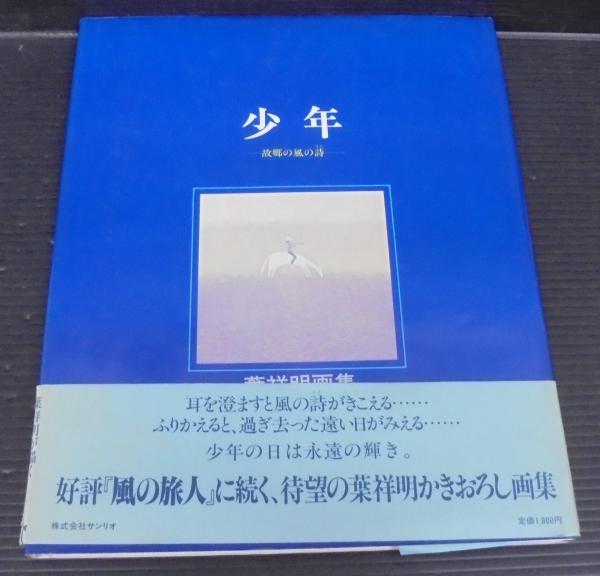 少年
故郷の風の詩
葉祥明画集
耳を澄ますと風の詩がきこえる……
ふりかえると、過ぎ去った遠い日がみえる……
少年の日は永遠の輝き。
好評『風の旅人』に続く、待望の葉祥明かきおろし画集
株式会社サンリオ
定価1,800円